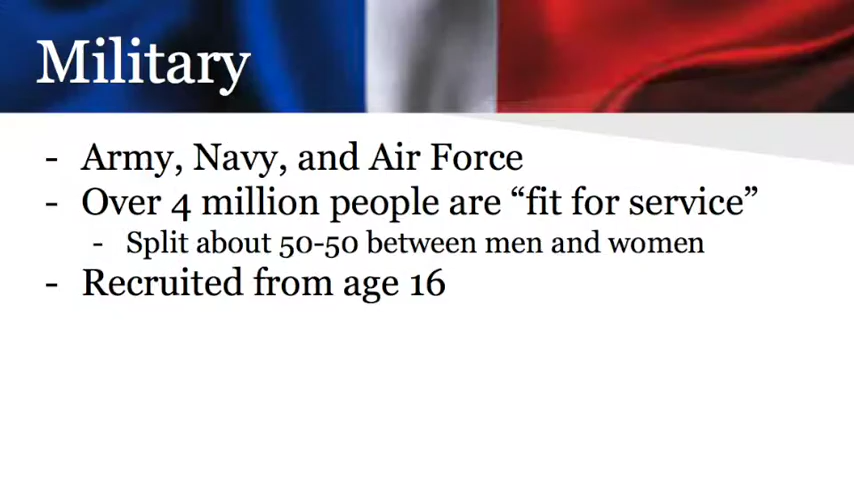 Military
- Army, Navy, and Air Force
- Over 4 million people are “fit for service”
- Split about 50-50 between men and women
- Recruited from age 16